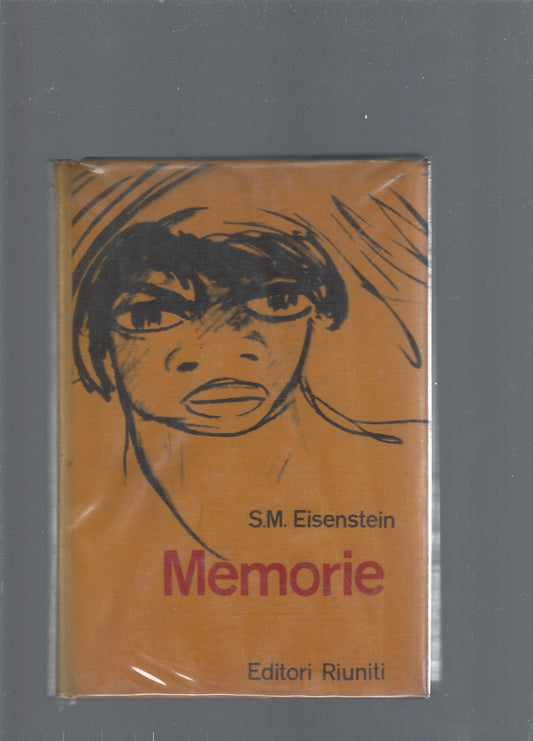 S.M. Eisenstein
Memorie
Editori Riuniti